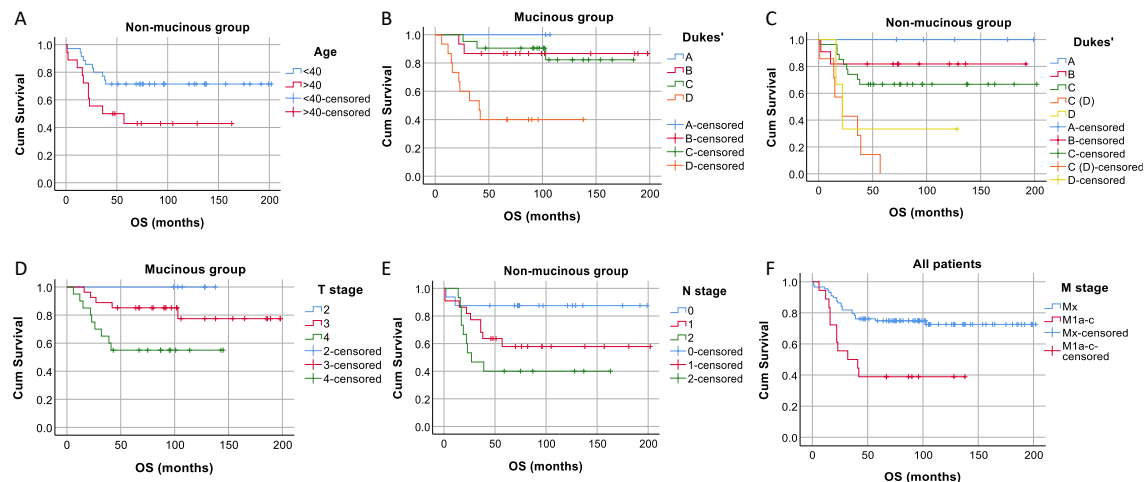 A
Non-mucinous group
Cum Survival
1.0
0.8
0.6
0.4
0.2
0.0
0 50 100 150 200
OS (months)
Age
<40
>40
<40-censored
>40-censored
B
Mucinous group
Cum Survival
1.0
0.8
0.6
0.4
0.2
0.0
0 50 100 150 200
OS (months)
Dukes'
A
B
C
D
A-censored
B-censored
C-censored
D-censored
C
Non-mucinous group
Cum Survival
1.0
0.8
0.6
0.4
0.2
0.0
0 50 100 150 200
OS (months)
Dukes'
A
B
C
C (D)
D
A-censored
B-censored
C-censored
C (D)-censored
D-censored
D
Mucinous group
Cum Survival
1.0
0.8
0.6
0.4
0.2
0.0
0 50 100 150 200
OS (months)
T stage
2
3
4
2-censored
3-censored
4-censored
E
Non-mucinous group
Cum Survival
1.0
0.8
0.6
0.4
0.2
0.0
0 50 100 150 200
OS (months)
N stage
0
1
2
0-censored
1-censored
2-censored
F
All patients
Cum Survival
1.0
0.8
0.6
0.4
0.2
0.0
0 50 100 150 200
OS (months)
M stage
Mx
M1a-c
Mx-censored
M1a-c-
censored